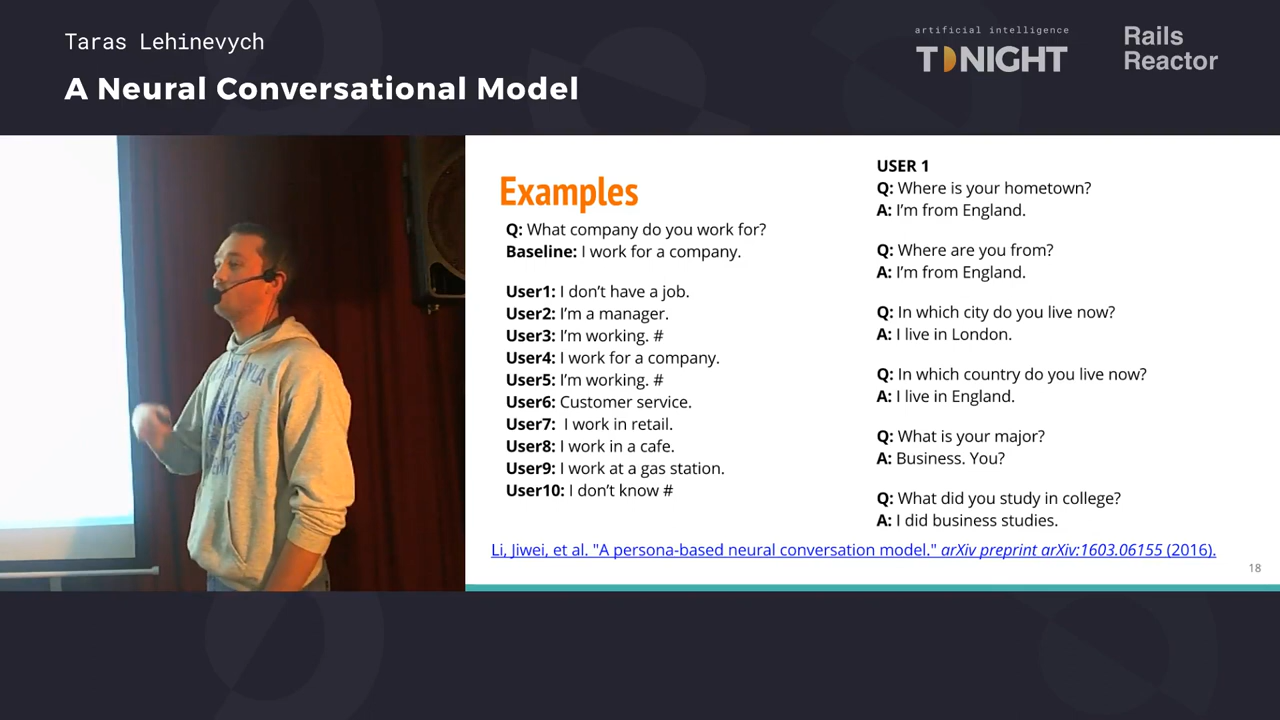 Taras Lehinevych
A Neural Conversational Model
artificial intelligence
TONIGHT
Rails
Reactor
Examples
Q: What company do you work for?
Baseline: I work for a company.
User1: I don't have a job.
User2: I'm a manager.
User3: I'm working. #
User4: I work for a company.
User5: I'm working. #
User6: Customer service.
User7: I work in retail.
User8: I work in a cafe.
User9: I work at a gas station.
User10: I don't know #
USER 1
Q: Where is your hometown?
A: I'm from England.
Q: Where are you from?
A: I'm from England.
Q: In which city do you live now?
A: I live in London.
Q: In which country do you live now?
A: I live in England.
Q: What is your major?
A: Business. You?
Q: What did you study in college?
A: I did business studies.
Li, Jiwei, et al. "A persona-based neural conversation model." arXiv preprint arXiv:1603.06155 (2016).
18